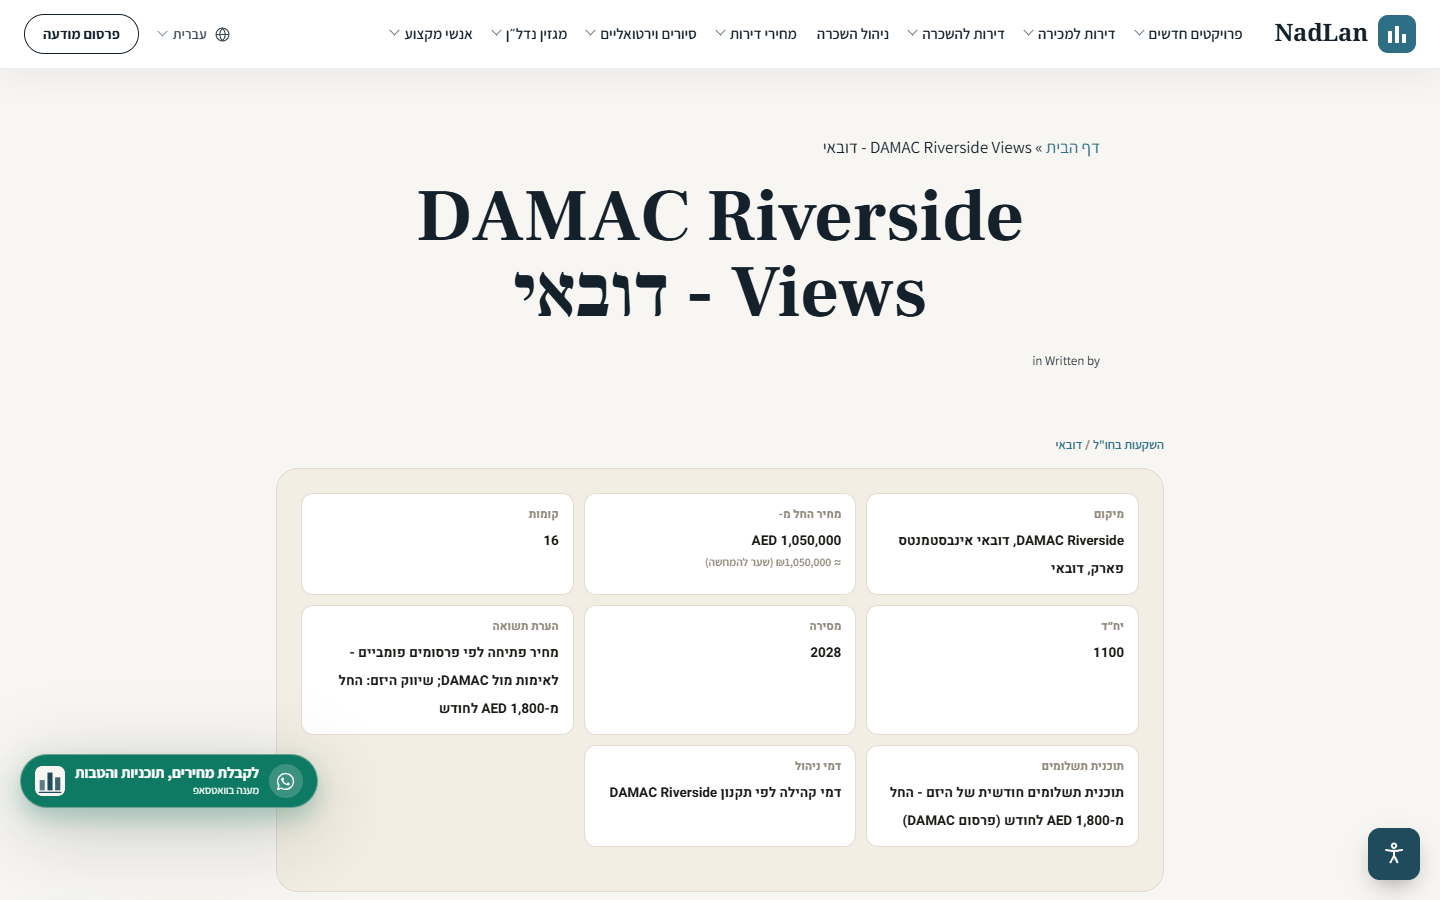 NadLan
פרויקטים חדשים
דירות למכירה
דירות להשכרה
ניהול השכרה
מחירי דירות
סיורים וירטואליים
מגזין נדל״ן
אנשי מקצוע
עברית
פרסום מודעה
דף הבית » DAMAC Riverside Views - דובאי
DAMAC Riverside
Views - דובאי
in Written by
השקעות בחו"ל / דובאי
מיקום
DAMAC Riverside, דובאי אינבסטמנטס
פארק, דובאי
מחיר החל מ-
AED 1,050,000
≈ ₪1,050,000 (שער להמחשה)
קומות
16
יח״ד
1100
מסירה
2028
הערת תשואה
מחיר פתיחה לפי פרסומים פומביים -
לאימות מול DAMAC; שיווק היזם: החל
מ-AED 1,800 לחודש
תוכנית תשלומים
תוכנית תשלומים חודשית של היזם - החל
מ-AED 1,800 לחודש (פרסום DAMAC)
דמי ניהול
דמי קהילה לפי תקנון DAMAC Riverside
לקבלת מחירים, תוכניות והטבות
מענה בוואטסאפ